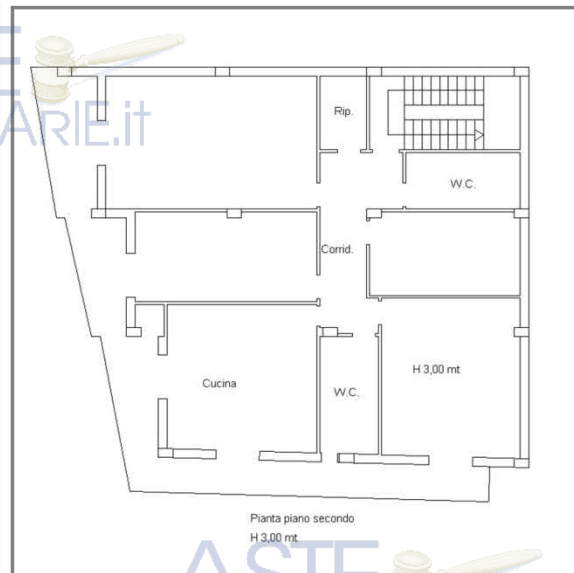 E
ARIE.it
Rip.
W.C.
Corrid.
H 3,00 mt
Cucina
W.C.
Pianta piano secondo
H 3,00 mt
ASTE